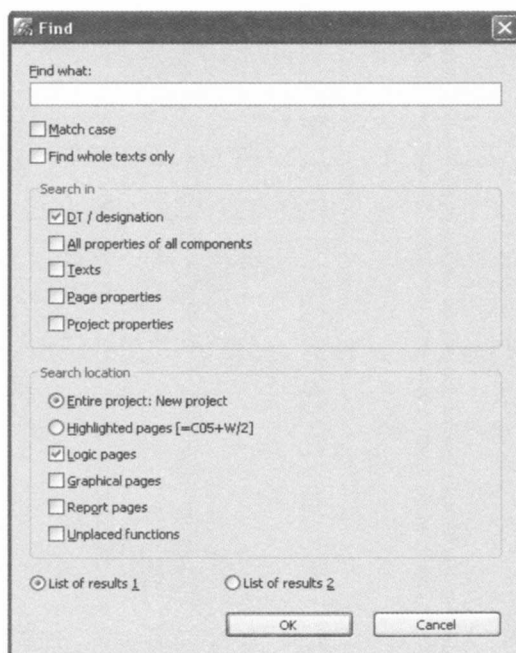 Find
Find what:
Match case
Find whole texts only
Search in
DT / designation
All properties of all components
Texts
Page properties
Project properties
Search location
Entire project: New project
Highlighted pages [=C05+W/2]
Logic pages
Graphical pages
Report pages
Unplaced functions
List of results 1 List of results 2
OK Cancel